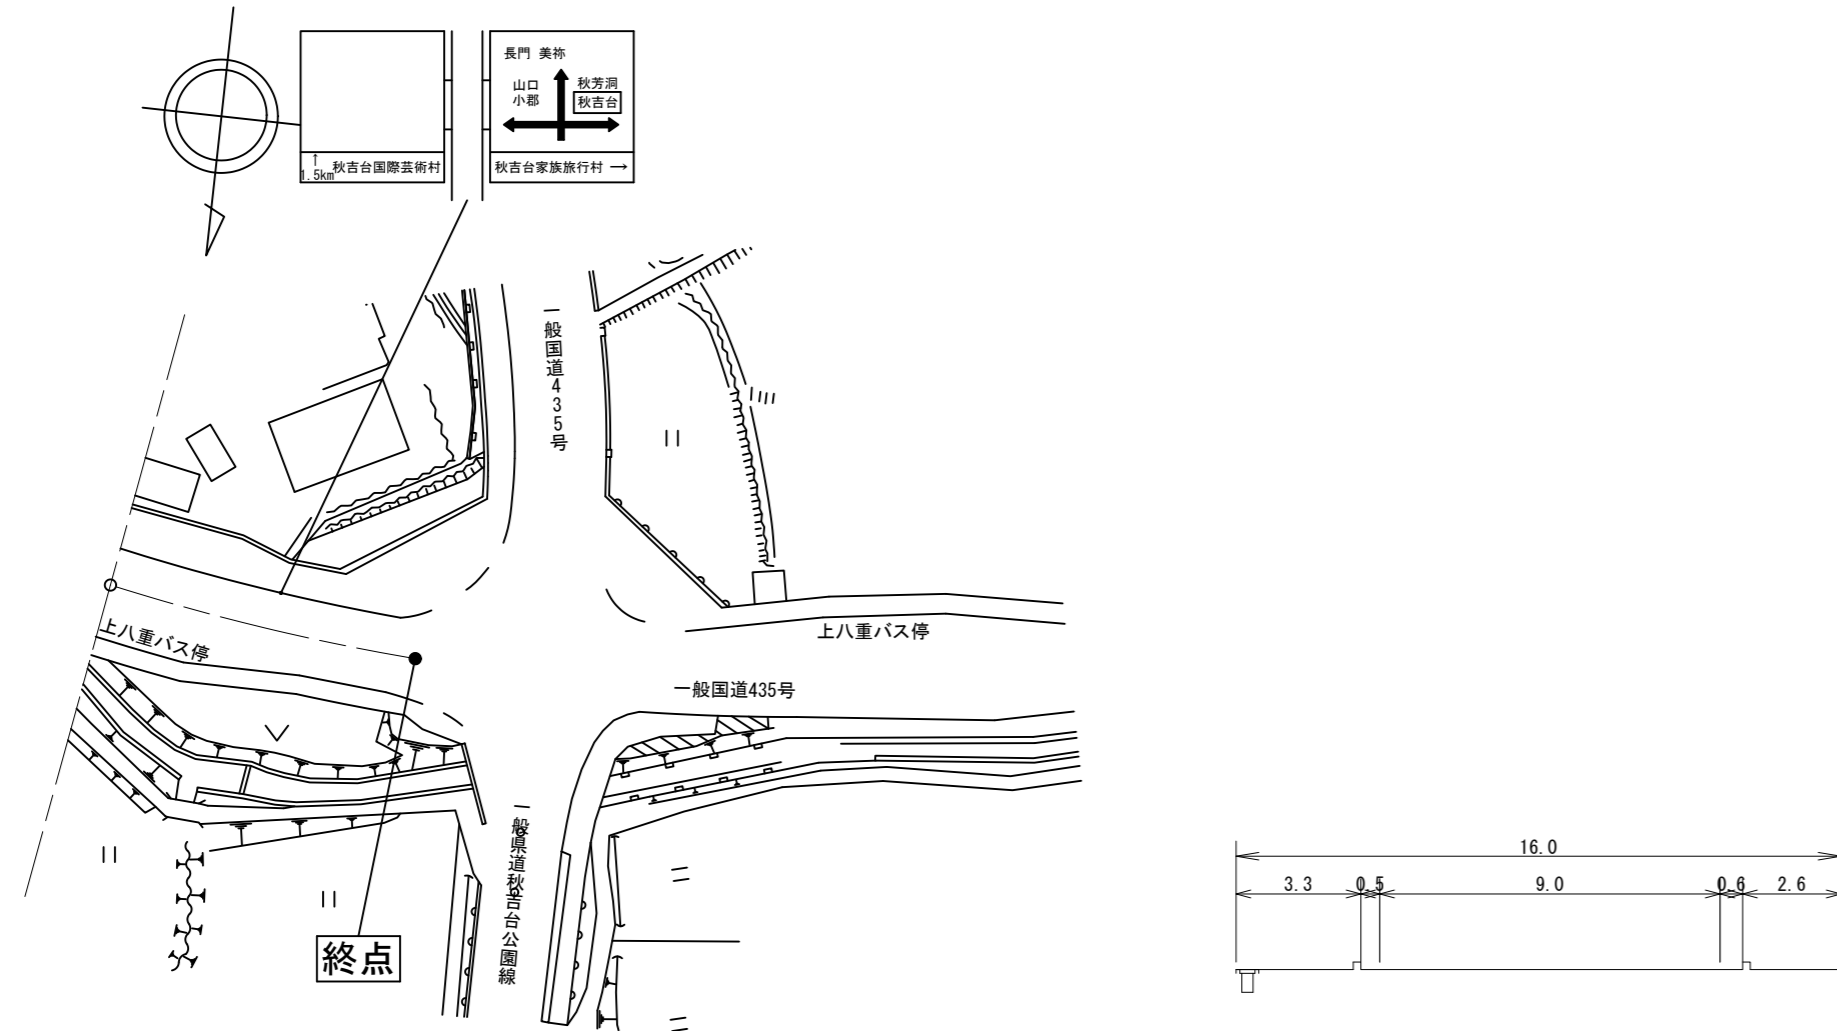 長門 美祢
山口
小郡
秋芳洞
秋吉台
↑
1.5km
秋吉台国際芸術村
秋吉台家族旅行村 →
一般国道435号
上八重バス停
上八重バス停
一般国道435号
一般県道秋吉台公園線
終点
16.0
3.3 0.5 9.0 0.6 2.6